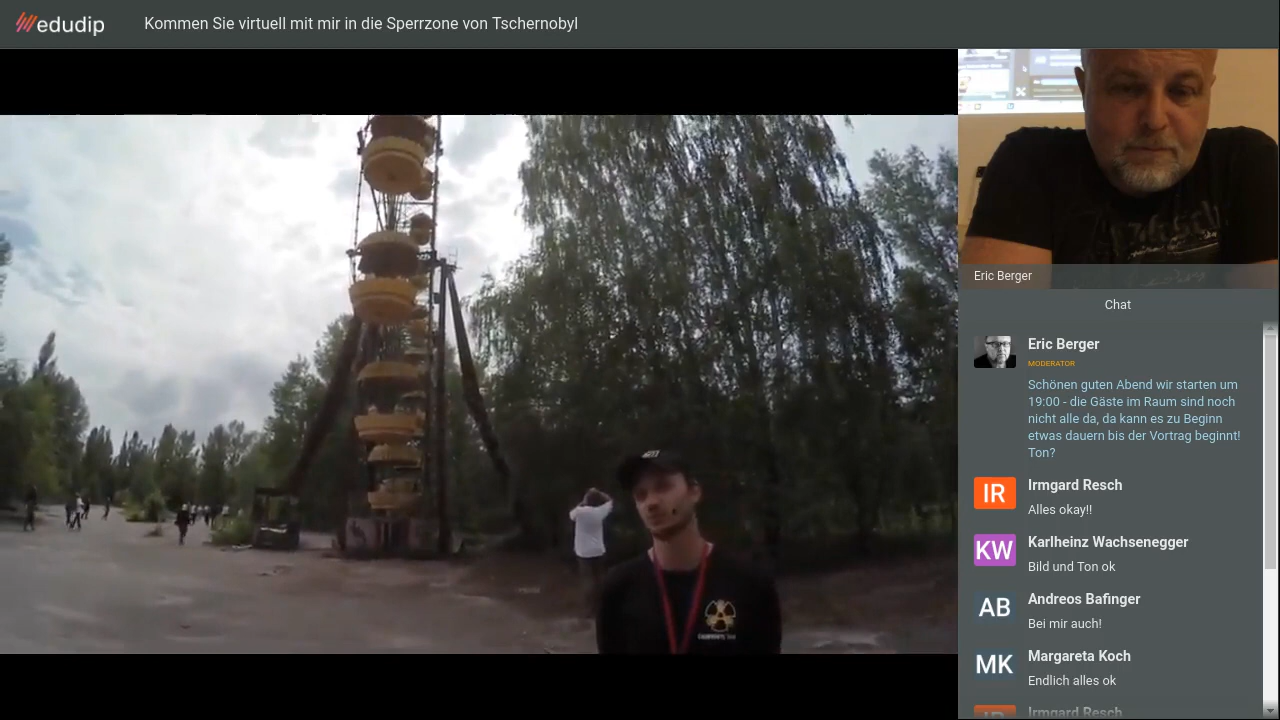 edudip
Kommen Sie virtuell mit mir in die Sperrzone von Tschernobyl
Eric Berger
Chat
Eric Berger
MODERATOR
Schönen guten Abend wir starten um
19:00 - die Gäste im Raum sind noch
nicht alle da, da kann es zu Beginn
etwas dauern bis der Vortrag beginnt!
Ton?
IR
Irmgard Resch
Alles okay!!
KW
Karlheinz Wachsenegger
Bild und Ton ok
AB
Andreos Bafinger
Bei mir auch!
MK
Margareta Koch
Endlich alles ok
IR
Irmgard Resch